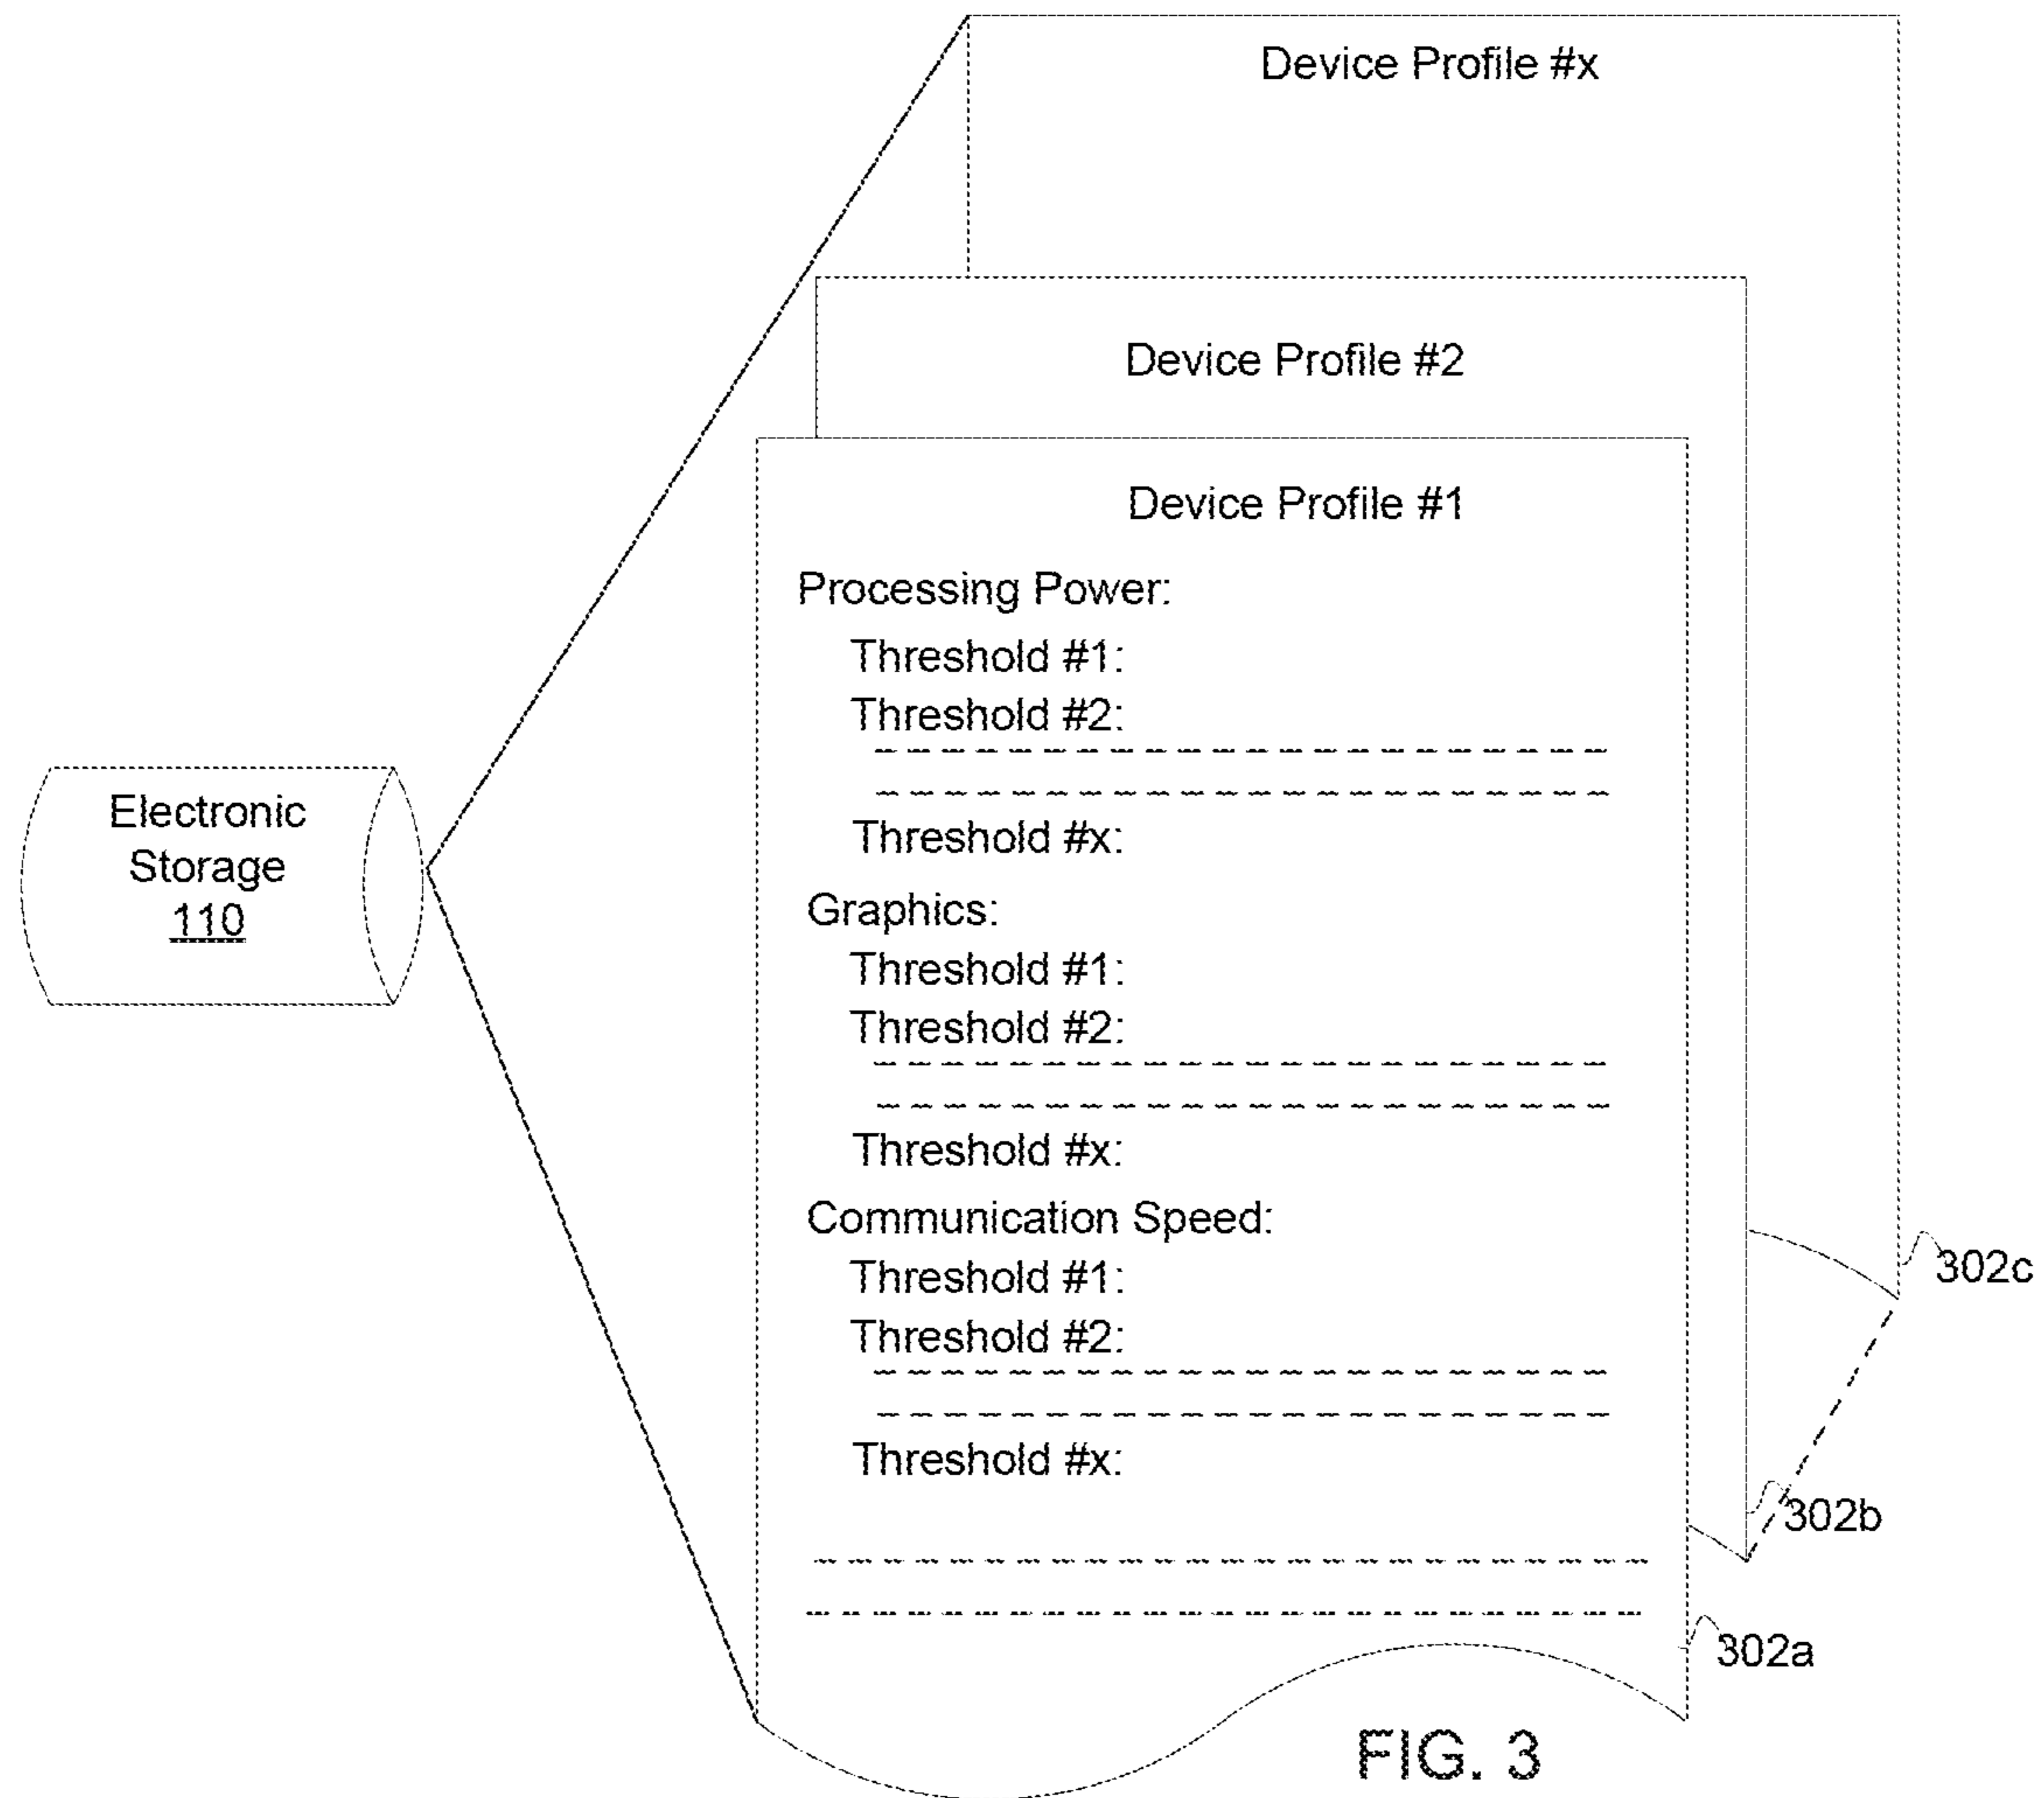 Device Profile #x
Device Profile #2
Device Profile #1
Processing Power:
Threshold #1:
Threshold #2:
Threshold #x:
Graphics:
Threshold #1:
Threshold #2:
Threshold #x:
Communication Speed:
Threshold #1:
Threshold #2:
Threshold #x:
Electronic
Storage
110
302c
302b
302a
FIG. 3